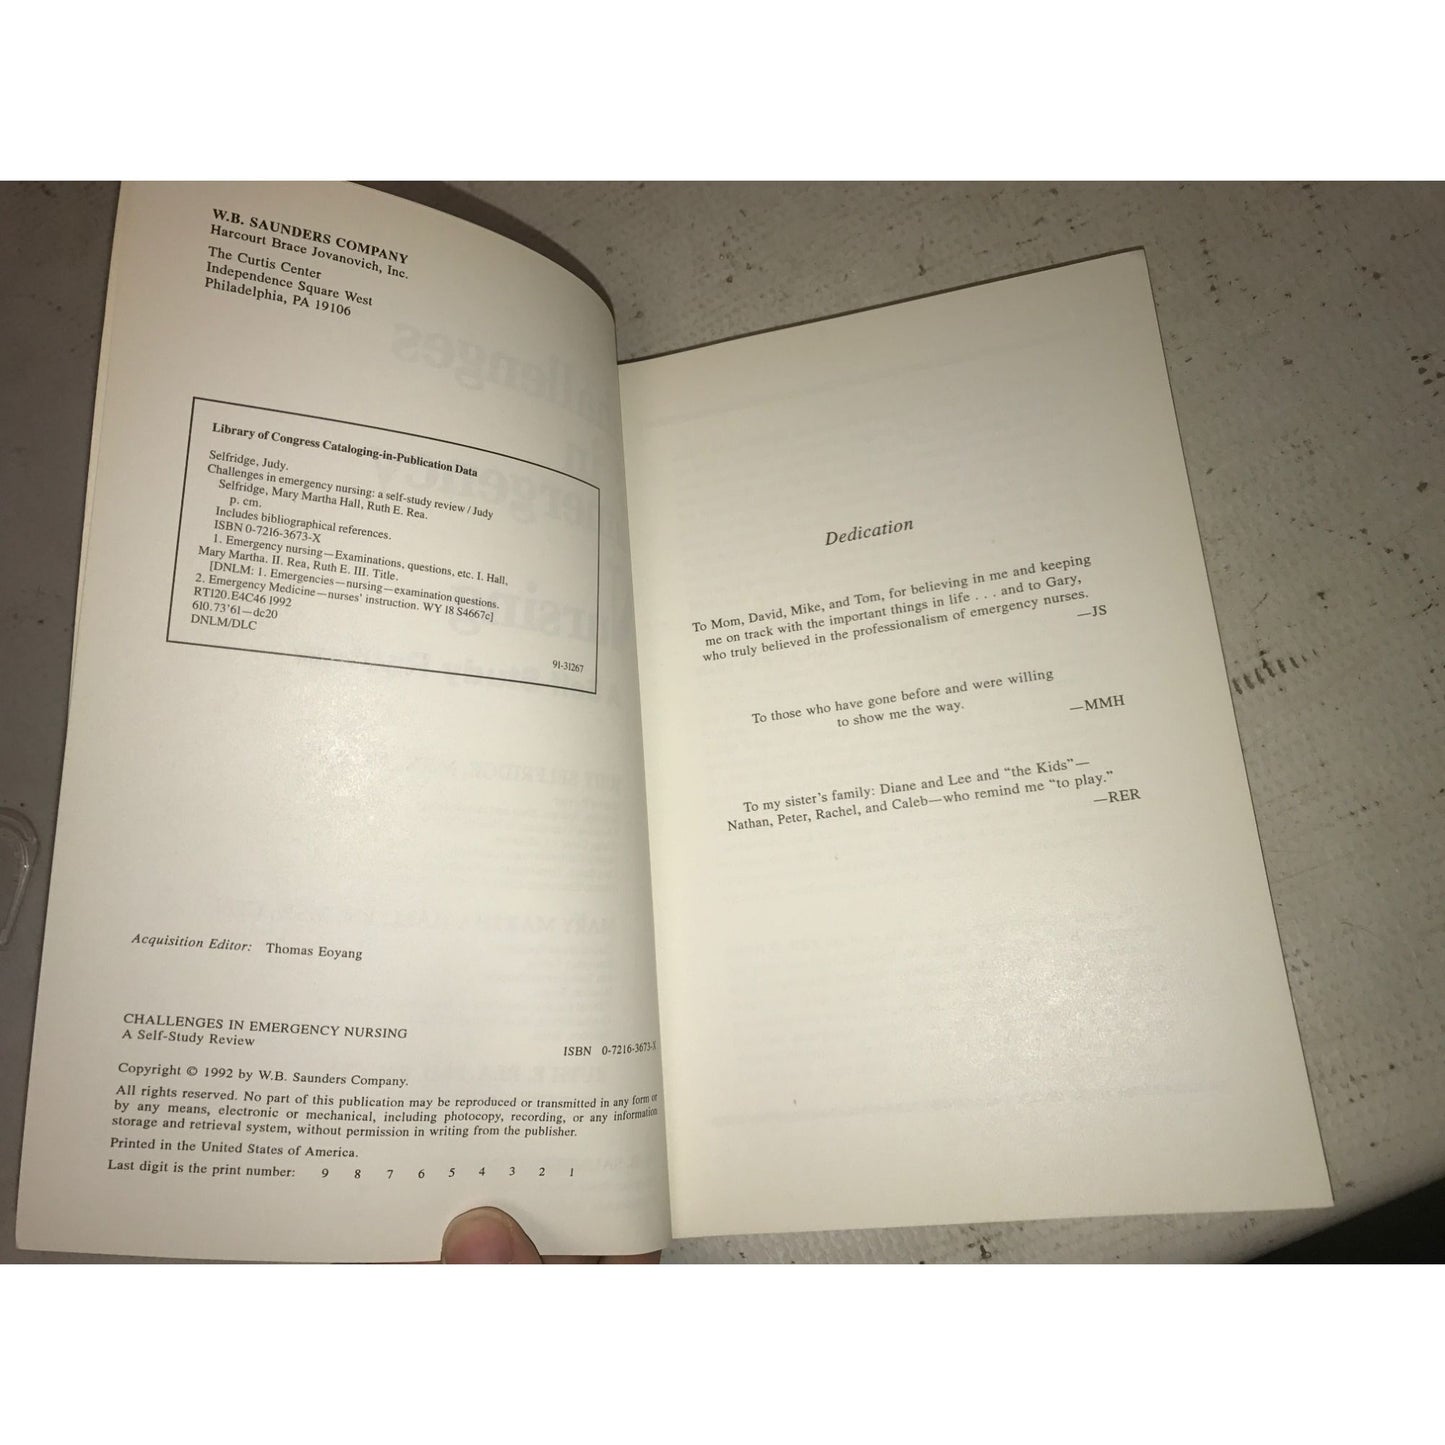 W.B. SAUNDERS COMPANY
Harcourt Brace Jovanovich, Inc.
The Curtis Center
Independence Square West
Philadelphia, PA 19106
Library of Congress Cataloging-in-Publication Data
Selfridge, Judy.
Challenges in emergency nursing: a self-study review / Judy
Selfridge, Mary Martha Hall, Ruth E. Rea.
p. cm.
Includes bibliographical references.
ISBN 0-7216-3673-X
1. Emergency nursing—Examinations, questions, etc. I. Hall,
Mary Martha. II. Rea, Ruth E. III. Title.
[DNLM: 1. Emergencies—nursing—examination questions.
2. Emergency Medicine—nurses' instruction. WY 18 S4667c]
RT120.E4C46 1992
610.73'61—dc20
DNLM/DLC
91-31267
Acquisition Editor: Thomas Eoyang
CHALLENGES IN EMERGENCY NURSING
A Self-Study Review
ISBN 0-7216-3673-X
Copyright © 1992 by W.B. Saunders Company.
All rights reserved. No part of this publication may be reproduced or transmitted in any form or
by any means, electronic or mechanical, including photocopy, recording, or any information
storage and retrieval system, without permission in writing from the publisher.
Printed in the United States of America.
Last digit is the print number: 9 8 7 6 5 4 3 2 1
Dedication
To Mom, David, Mike, and Tom, for believing in me and keeping
me on track with the important things in life . . . and to Gary,
who truly believed in the professionalism of emergency nurses.
—JS
To those who have gone before and were willing
to show me the way.
—MMH
To my sister's family: Diane and Lee and "the Kids"—
Nathan, Peter, Rachel, and Caleb—who remind me "to play."
—RER